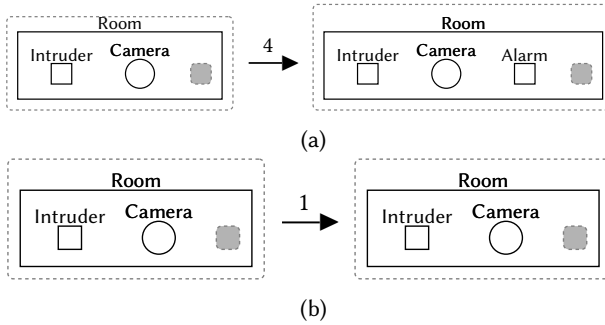 Room Room
Intruder Camera 4 Intruder Camera Alarm
(a)
Room Room
Intruder Camera 1 Intruder Camera
(b)